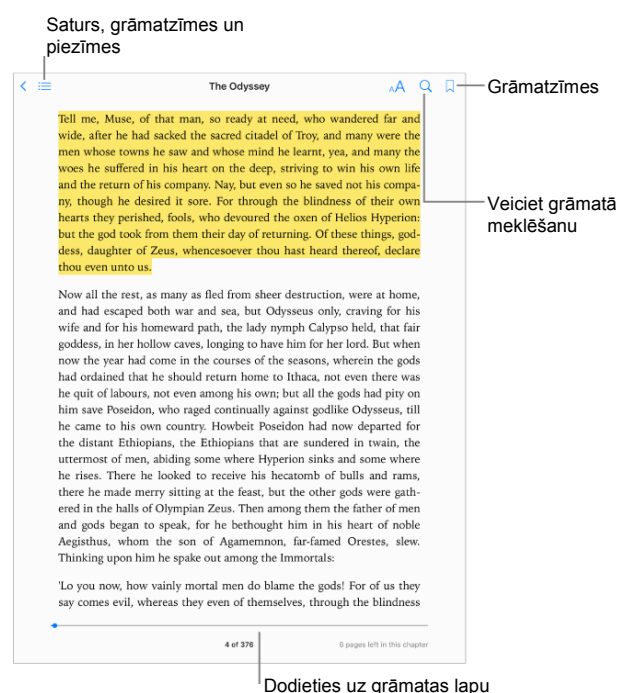 Saturs, grāmatzīmes un
piezīmes
The Odyssey
AA
Grāmatzīmes
Tell me, Muse, of that man, so ready at need, who wandered far and
wide, after he had sacked the sacred citadel of Troy, and many were the
men whose towns he saw and whose mind he learnt, yea, and many the
woes he suffered in his heart on the deep, striving to win his own life
and the return of his company. Nay, but even so he saved not his compa-
ny, though he desired it sore. For through the blindness of their own
hearts they perished, fools, who devoured the oxen of Helios Hyperion:
but the god took from them their day of returning. Of these things, god-
dess, daughter of Zeus, whencesoever thou hast heard thereof, declare
thou even unto us.
Veiciet grāmatā
meklēšanu
Now all the rest, as many as fled from sheer destruction, were at home,
and had escaped both war and sea, but Odysseus only, craving for his
wife and for his homeward path, the lady nymph Calypso held, that fair
goddess, in her hollow caves, longing to have him for her lord. But when
now the year had come in the courses of the seasons, wherein the gods
had ordained that he should return home to Ithaca, not even there was
he quit of labours, not even among his own; but all the gods had pity on
him save Poseidon, who raged continually against godlike Odysseus, till
he came to his own country. Howbeit Poseidon had now departed for
the distant Ethiopians, the Ethiopians that are sundered in twain, the
uttermost of men, abiding some where Hyperion sinks and some where
he rises. There he looked to receive his hecatomb of bulls and rams,
there he made merry sitting at the feast, but the other gods were gath-
ered in the halls of Olympian Zeus. Then among them the father of men
and gods began to speak, for he bethought him in his heart of noble
Aegisthus, whom the son of Agamemnon, far-famed Orestes, slew.
Thinking upon him he spake out among the Immortals:
'Lo you now, how vainly mortal men do blame the gods! For of us they
say comes evil, whereas they even of themselves, through the blindness
4 of 376
6 pages left in this chapter
Dodieties uz grāmatas lapu